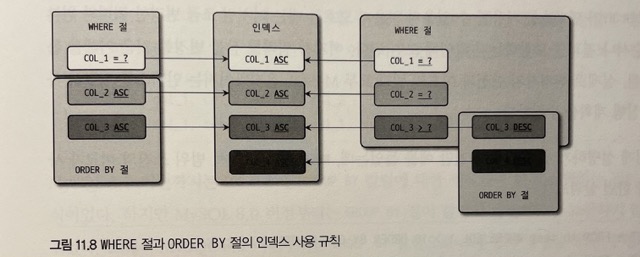 WHERE 절
COL_1 = ?
COL_2 ASC
COL_3 ASC
ORDER BY 절
인덱스
COL_1 ASC
COL_2 ASC
COL_3 ASC
WHERE 절
COL_1 = ?
COL_2 = ?
COL_3 > ?
COL_3 DESC
ORDER BY 절
그림 11.8 WHERE 절과 ORDER BY 절의 인덱스 사용 규칙